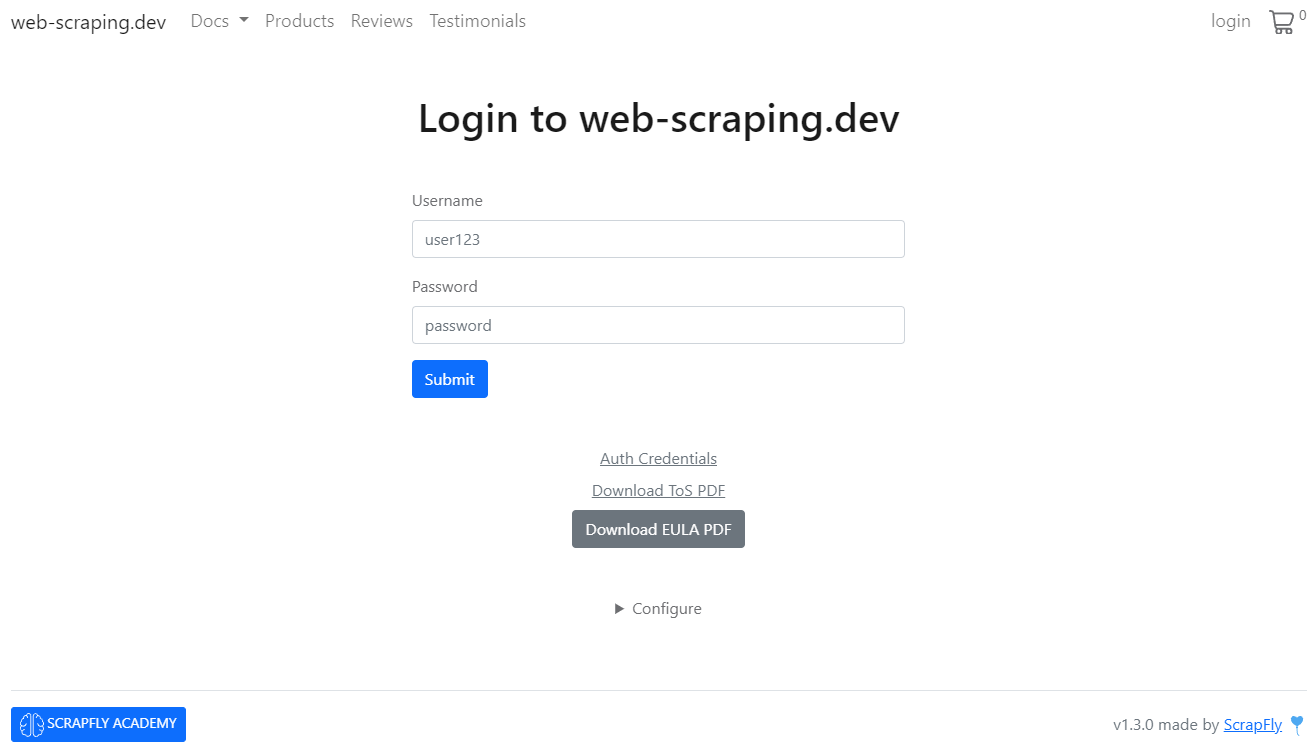 web-scraping.dev Docs Products Reviews Testimonials login 0
Login to web-scraping.dev
Username
user123
Password
password
Submit
Auth Credentials
Download ToS PDF
Download EULA PDF
Configure
SCRAPFLY ACADEMY v1.3.0 made by ScrapFly